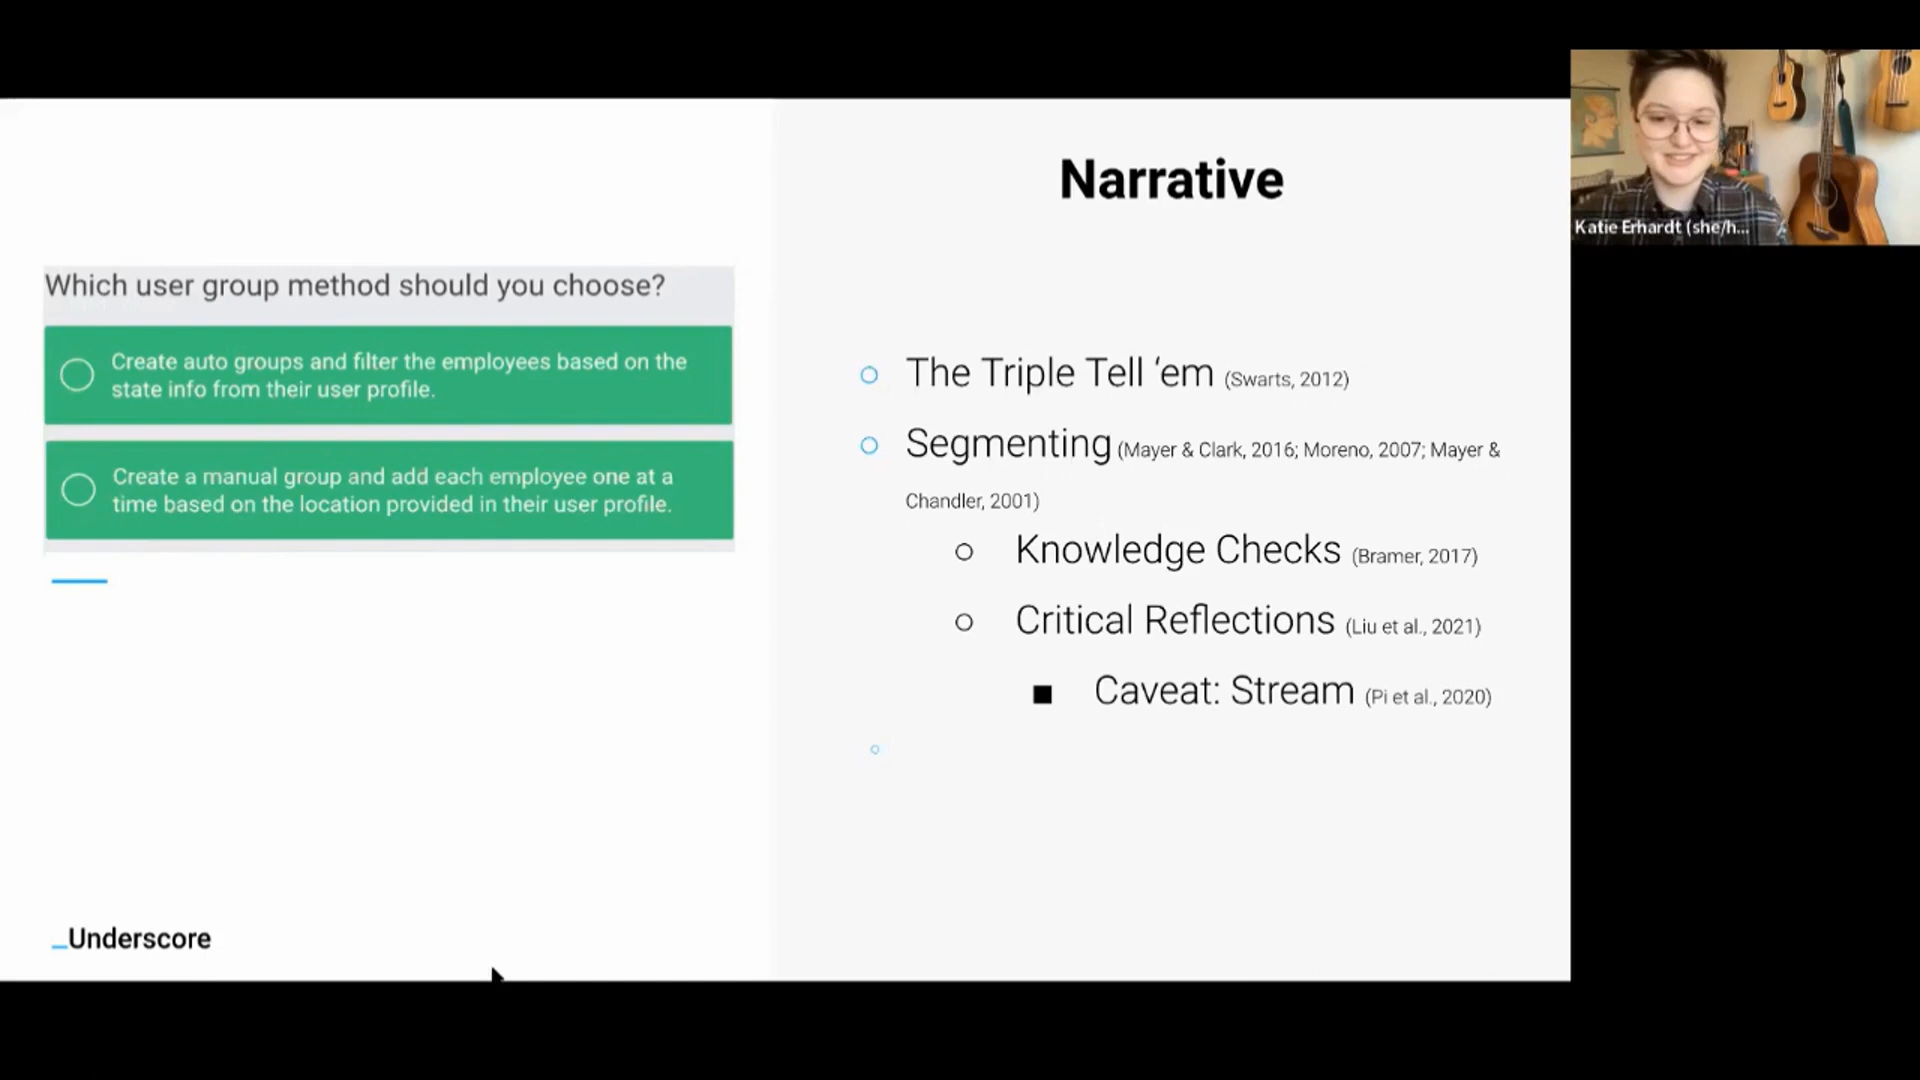 Narrative
Katie Erhardt (she/h...
Which user group method should you choose?
Create auto groups and filter the employees based on the
state info from their user profile.
Create a manual group and add each employee one at a
time based on the location provided in their user profile.
The Triple Tell ‘em (Swarts, 2012)
Segmenting (Mayer & Clark, 2016; Moreno, 2007; Mayer &
Chandler, 2001)
Knowledge Checks (Bramer, 2017)
Critical Reflections (Liu et al., 2021)
Caveat: Stream (Pi et al., 2020)
_Underscore